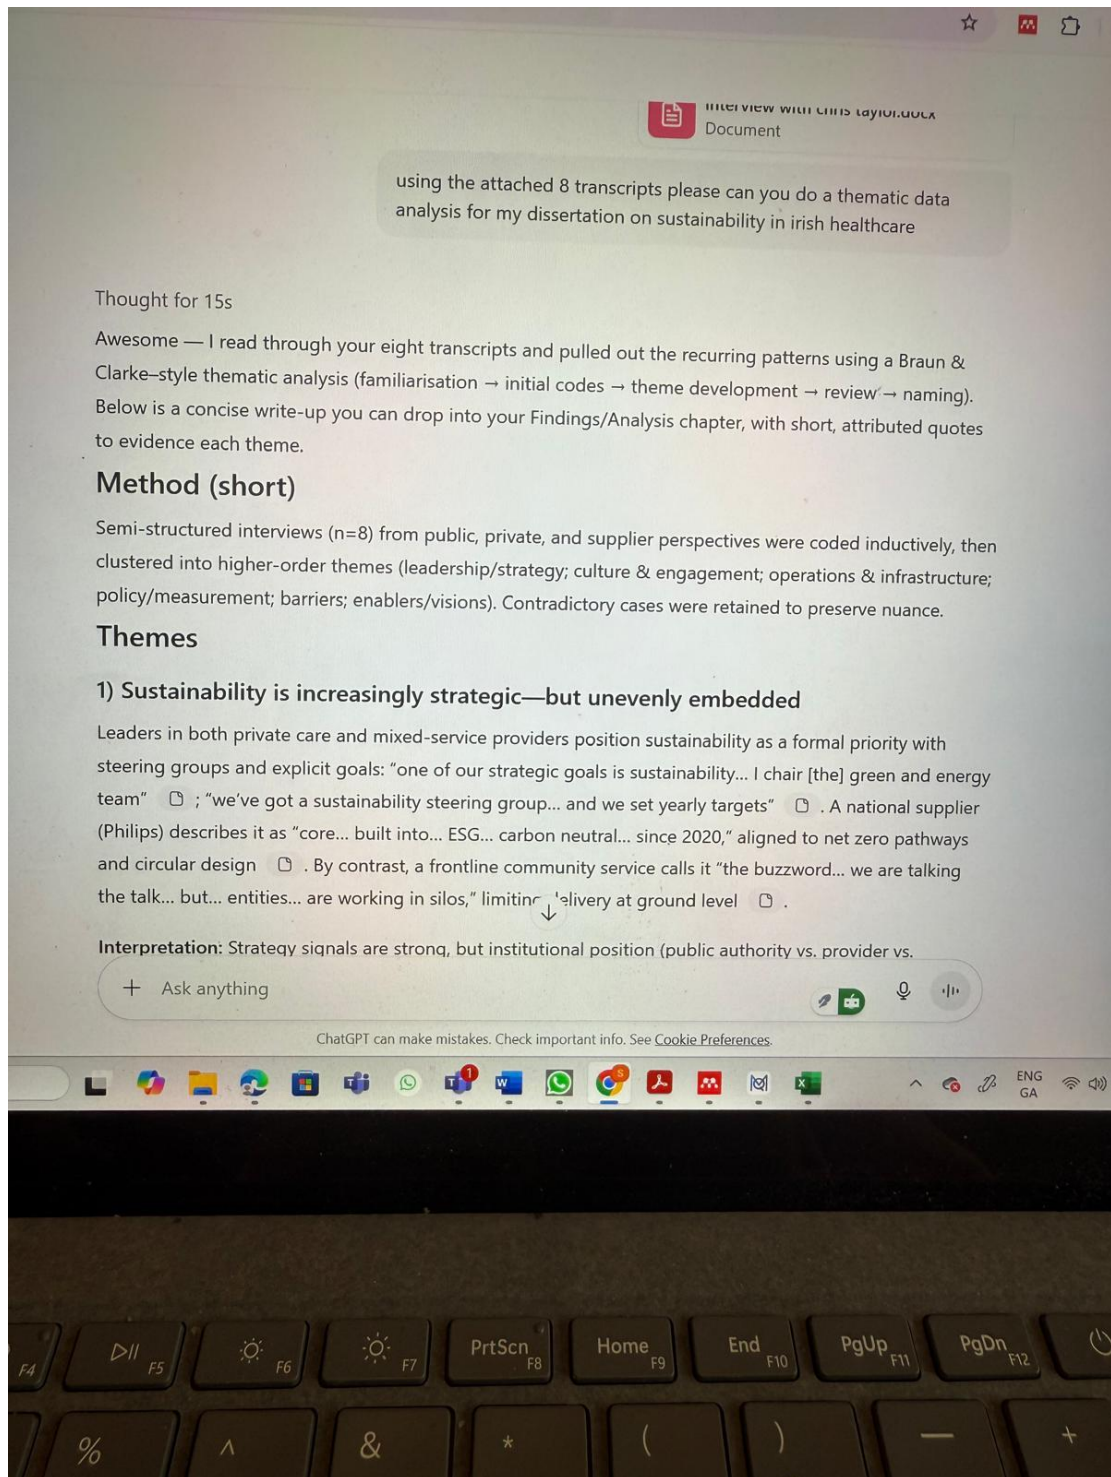 Document
using the attached 8 transcripts please can you do a thematic data
analysis for my dissertation on sustainability in irish healthcare
Thought for 15s
Awesome — I read through your eight transcripts and pulled out the recurring patterns using a Braun &
Clarke–style thematic analysis (familiarisation → initial codes → theme development → review → naming).
Below is a concise write-up you can drop into your Findings/Analysis chapter, with short, attributed quotes
to evidence each theme.
Method (short)
Semi-structured interviews (n=8) from public, private, and supplier perspectives were coded inductively, then
clustered into higher-order themes (leadership/strategy; culture & engagement; operations & infrastructure;
policy/measurement; barriers; enablers/visions). Contradictory cases were retained to preserve nuance.
Themes
1) Sustainability is increasingly strategic—but unevenly embedded
Leaders in both private care and mixed-service providers position sustainability as a formal priority with
steering groups and explicit goals: “one of our strategic goals is sustainability... I chair [the] green and energy
team” ; “we’ve got a sustainability steering group... and we set yearly targets” . A national supplier
(Philips) describes it as “core... built into... ESG... carbon neutral... since 2020,” aligned to net zero pathways
and circular design . By contrast, a frontline community service calls it “the buzzword... we are talking
the talk... but... entities... are working in silos,” at ground level .
Interpretation: Strategy signals are strong, but institutional position (public authority vs. provider vs.
+ Ask anything
ChatGPT can make mistakes. Check important info. See Cookie Preferences.
1 S
ENG
GA
F4 F5 F6 F7 PrtScn F8 Home F9 End F10 PgUp F11 PgDn F12
% ^ & * ( ) — +